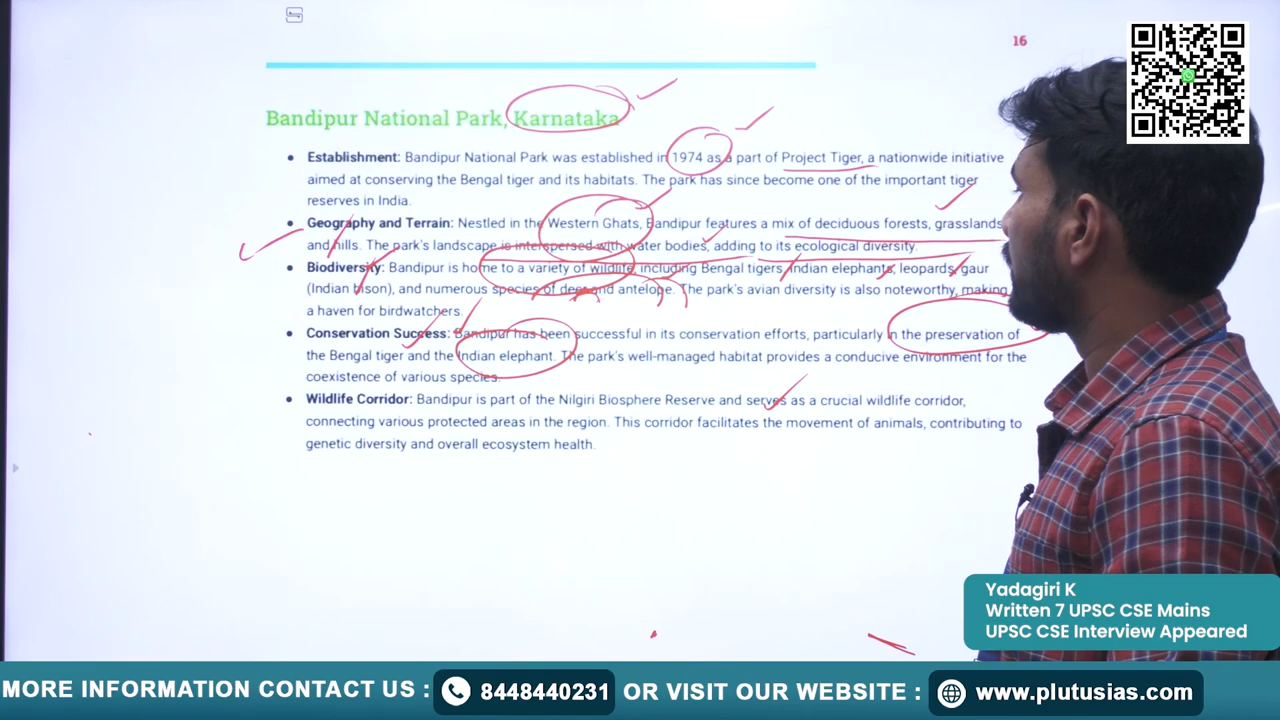 16
Bandipur National Park, Karnataka
Establishment: Bandipur National Park was established in 1974 as a part of Project Tiger, a nationwide initiative
aimed at conserving the Bengal tiger and its habitats. The park has since become one of the important tiger
reserves in India.
Geography and Terrain: Nestled in the Western Ghats, Bandipur features a mix of deciduous forests, grasslands
and hills. The park's landscape is interspersed with water bodies, adding to its ecological diversity.
Biodiversity: Bandipur is home to a variety of wildlife, including Bengal tigers, Indian elephants, leopards, gaur
(Indian bison), and numerous species of deer and antelope. The park's avian diversity is also noteworthy, making
a haven for birdwatchers.
Conservation Success: Bandipur has been successful in its conservation efforts, particularly in the preservation of
the Bengal tiger and the Indian elephant. The park's well-managed habitat provides a conducive environment for the
coexistence of various species.
Wildlife Corridor: Bandipur is part of the Nilgiri Biosphere Reserve and serves as a crucial wildlife corridor,
connecting various protected areas in the region. This corridor facilitates the movement of animals, contributing to
genetic diversity and overall ecosystem health.
Yadagiri K
Written 7 UPSC CSE Mains
UPSC CSE Interview Appeared
MORE INFORMATION CONTACT US : 8448440231 OR VISIT OUR WEBSITE : www.plutusias.com